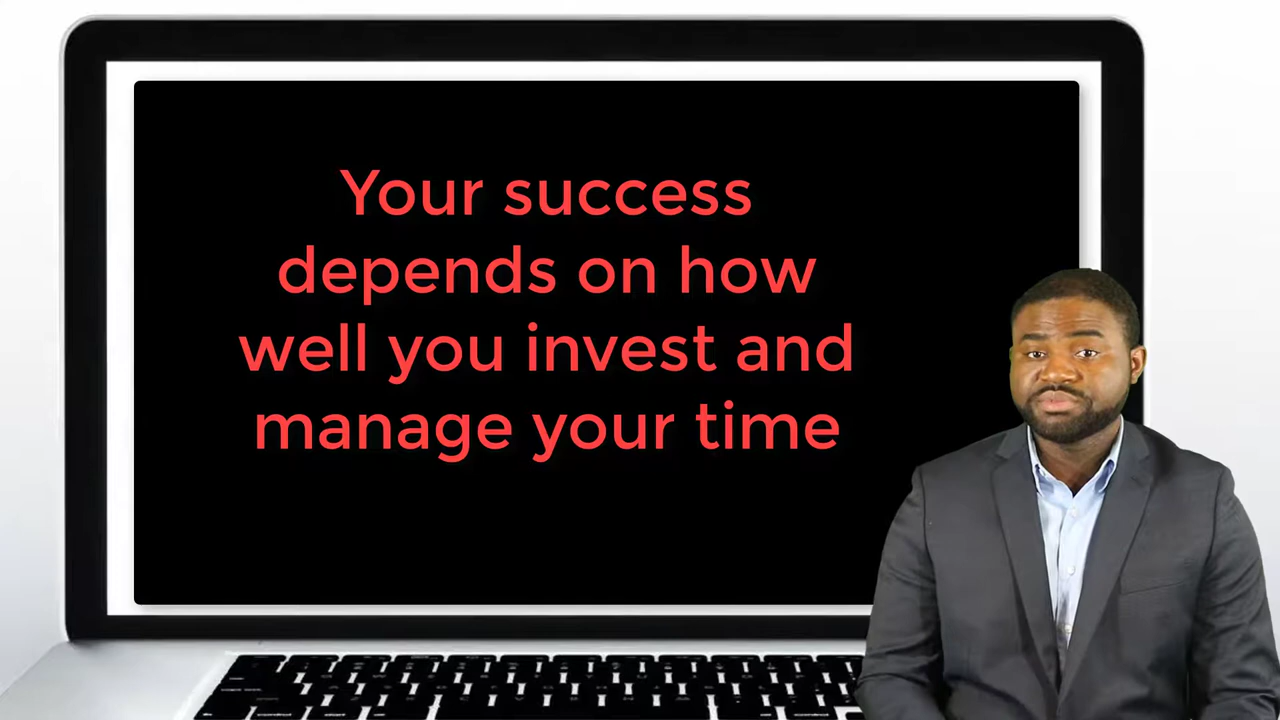 Your success
depends on how
well you invest and
manage your time